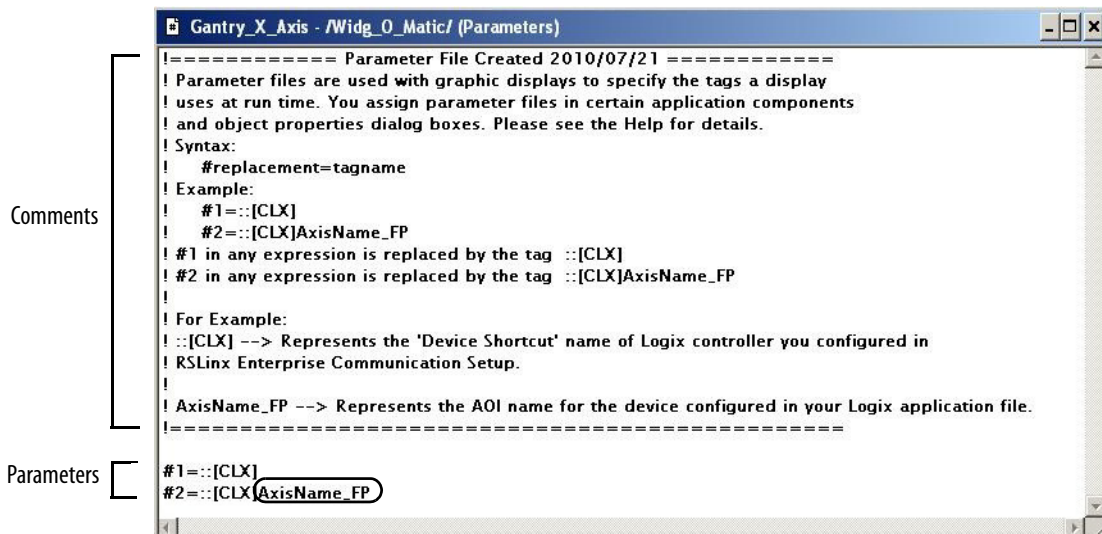 Gantry_X_Axis - /Widg_O_Matic/ (Parameters)
!============ Parameter File Created 2010/07/21 ============
! Parameter files are used with graphic displays to specify the tags a display
! uses at run time. You assign parameter files in certain application components
! and object properties dialog boxes. Please see the Help for details.
! Syntax:
! #replacement=tagname
! Example:
! #1=::[CLX]
! #2=::[CLX]AxisName_FP
! #1 in any expression is replaced by the tag ::[CLX]
! #2 in any expression is replaced by the tag ::[CLX]AxisName_FP
!
! For Example:
! ::[CLX] --> Represents the 'Device Shortcut' name of Logix controller you configured in
! RSLinx Enterprise Communication Setup.
!
! AxisName_FP --> Represents the AOI name for the device configured in your Logix application file.
!================================================
Comments
Parameters
#1=::[CLX]
#2=::[CLX]AxisName_FP